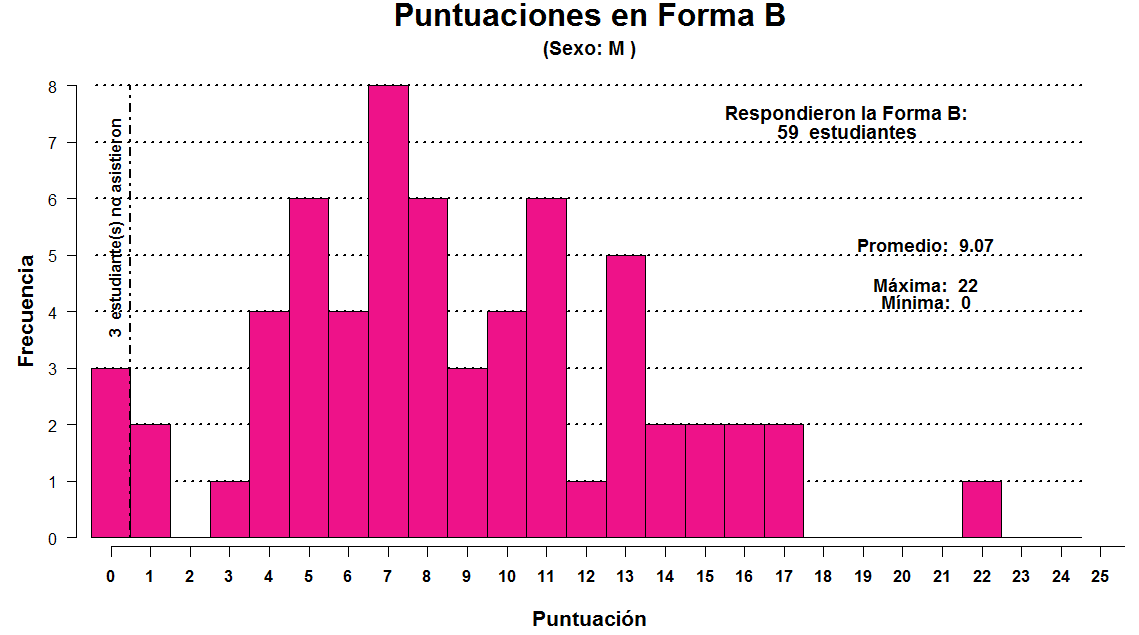 Puntuaciones en Forma B
(Sexo: M )
Respondieron la Forma B:
59 estudiantes
Promedio: 9.07
Máxima: 22
Mínima: 0
3 estudiante(s) no asistieron
Frecuencia
8
7
6
5
4
3
2
1
0
0 1 2 3 4 5 6 7 8 9 10 11 12 13 14 15 16 17 18 19 20 21 22 23 24 25
Puntuación